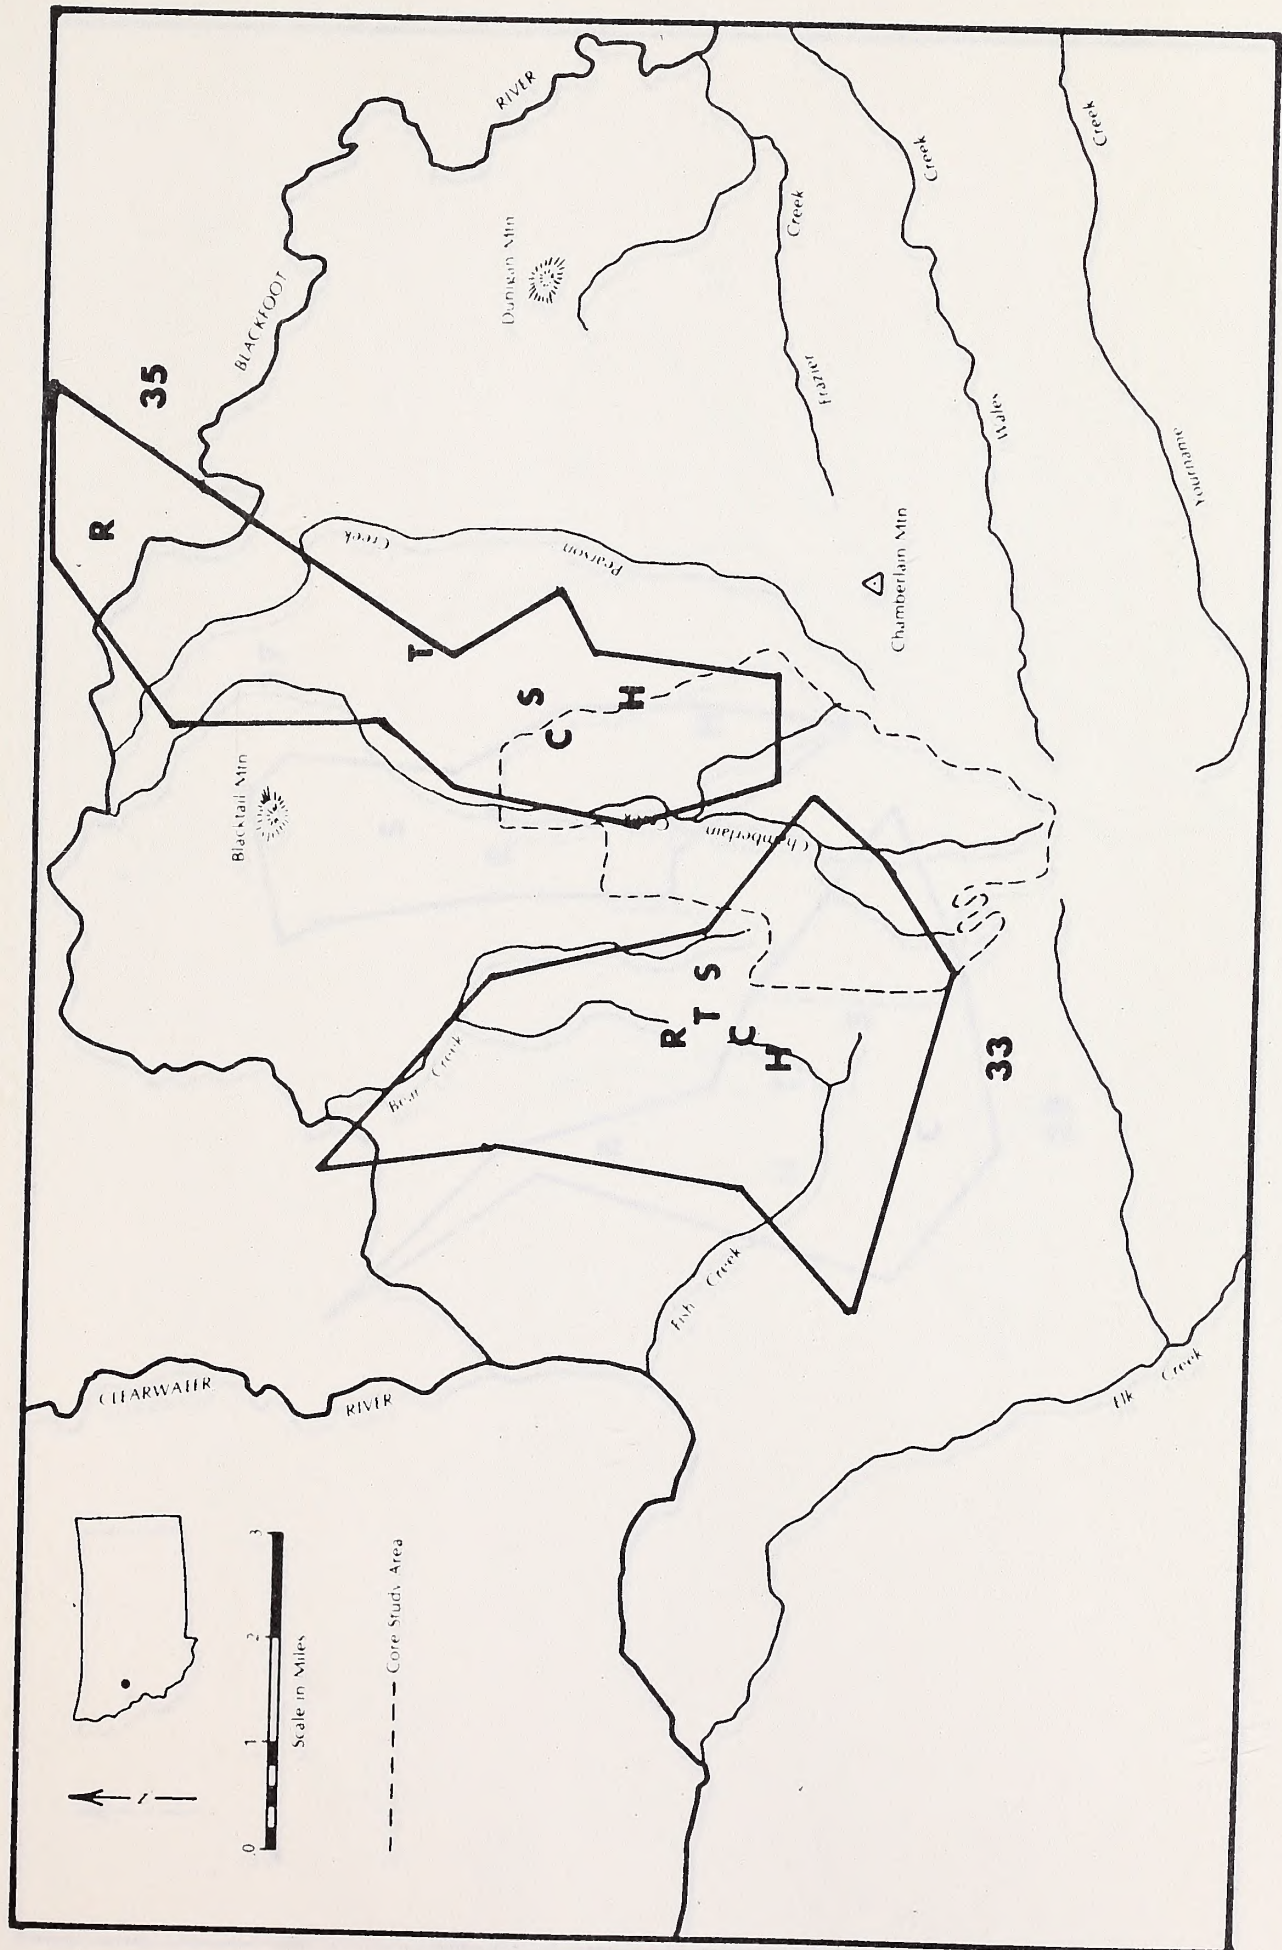 0 1 2 3
Scale in Miles
Core Study Area
CLEARWATER
RIVER
Blacktail Mtn
BLACKFOOT
RIVER
35
R
T
S
C
H
Creek
Pearson
Dunigan Mtn
Creek
Frazier
Creek
Wales
Creek
Yourname
Chamberlain Mtn
Creek
Chamberlain
Bear Creek
S
T
R
C
H
33
Fish Creek
Elk Creek